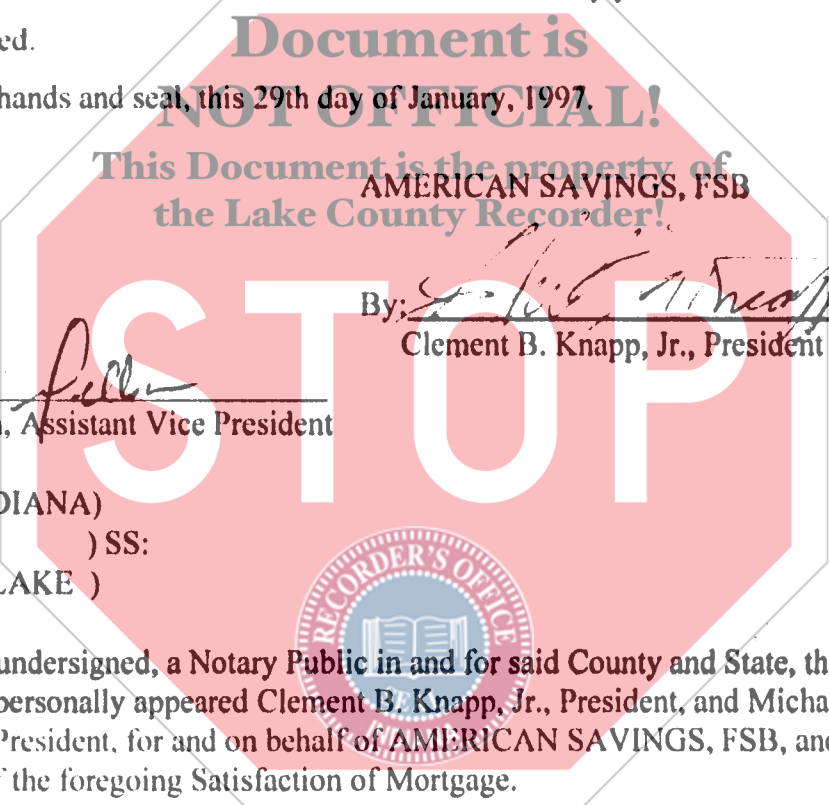 Document is
ed.
NOT OFFICIAL!
hands and seal, this 29th day of January, 1997.
This Document is the property of
AMERICAN SAVINGS, FSB
the Lake County Recorder!
STOP
By:
Clement B. Knapp, Jr., President
, Assistant Vice President
DIANA)
) SS:
LAKE )
RECORDER'S OFFICE
undersigned, a Notary Public in and for said County and State, th
personally appeared Clement B. Knapp, Jr., President, and Micha
President, for and on behalf of AMERICAN SAVINGS, FSB, and
f the foregoing Satisfaction of Mortgage.